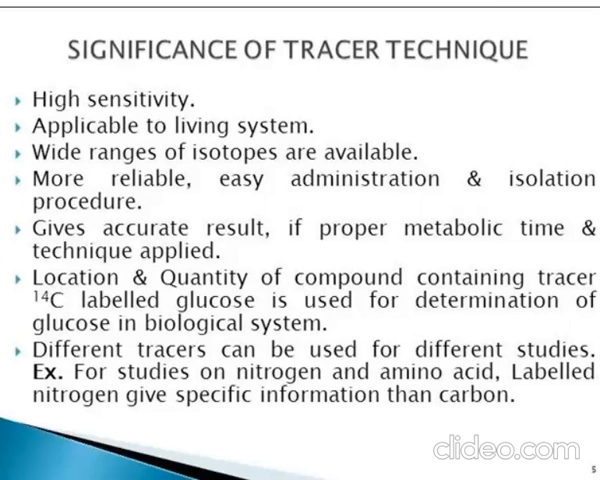 SIGNIFICANCE OF TRACER TECHNIQUE
High sensitivity.
Applicable to living system.
Wide ranges of isotopes are available.
More reliable, easy administration & isolation
procedure.
Gives accurate result, if proper metabolic time &
technique applied.
Location & Quantity of compound containing tracer
¹⁴C labelled glucose is used for determination of
glucose in biological system.
Different tracers can be used for different studies.
Ex. For studies on nitrogen and amino acid, Labelled
nitrogen give specific information than carbon.
clideo.com
5